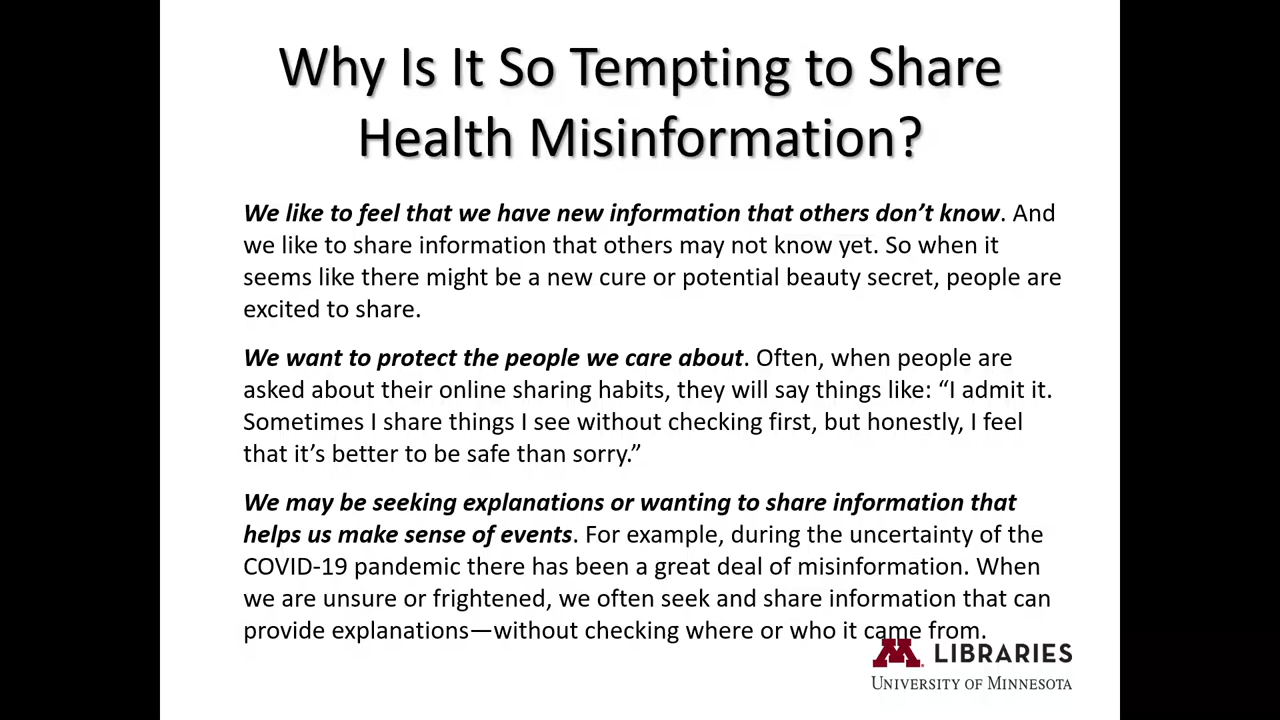 Why Is It So Tempting to Share
Health Misinformation?
We like to feel that we have new information that others don’t know. And
we like to share information that others may not know yet. So when it
seems like there might be a new cure or potential beauty secret, people are
excited to share.
We want to protect the people we care about. Often, when people are
asked about their online sharing habits, they will say things like: “I admit it.
Sometimes I share things I see without checking first, but honestly, I feel
that it’s better to be safe than sorry.”
We may be seeking explanations or wanting to share information that
helps us make sense of events. For example, during the uncertainty of the
COVID-19 pandemic there has been a great deal of misinformation. When
we are unsure or frightened, we often seek and share information that can
provide explanations—without checking where or who it came from.
M LIBRARIES
UNIVERSITY OF MINNESOTA